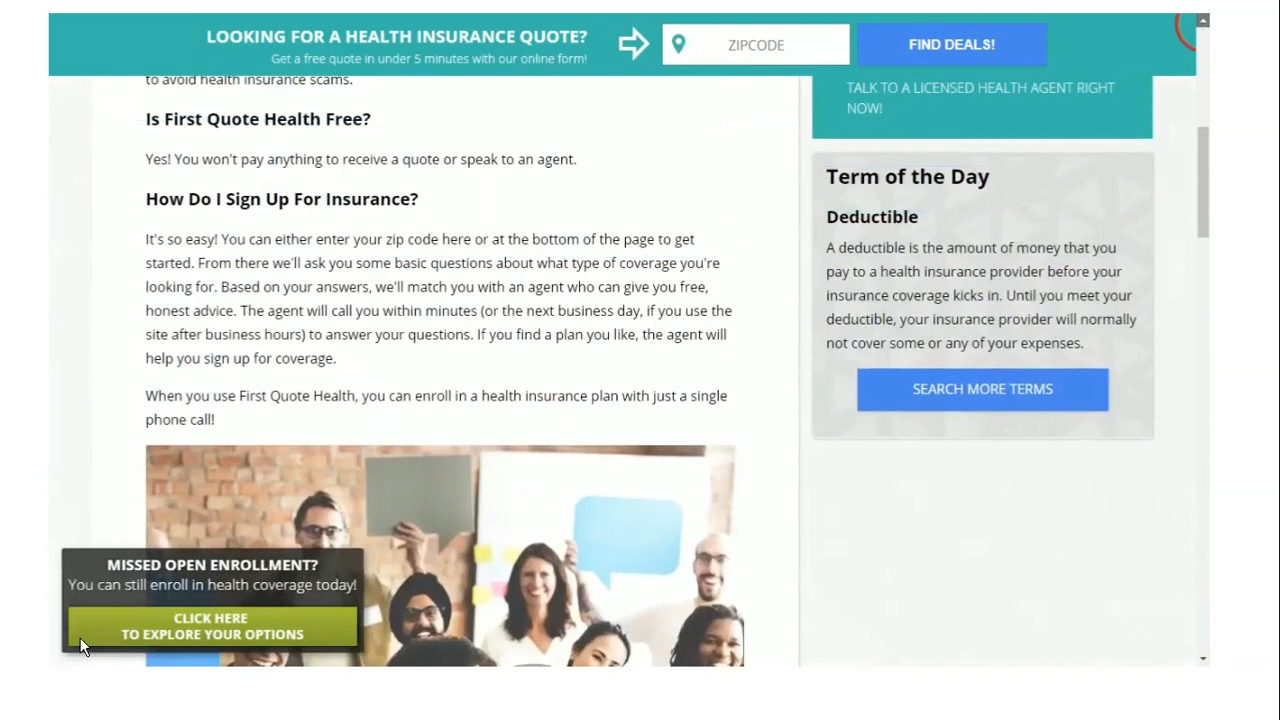 LOOKING FOR A HEALTH INSURANCE QUOTE?
Get a free quote in under 5 minutes with our online form!
ZIPCODE
FIND DEALS!
to avoid health insurance scams.
Is First Quote Health Free?
Yes! You won't pay anything to receive a quote or speak to an agent.
How Do I Sign Up For Insurance?
It's so easy! You can either enter your zip code here or at the bottom of the page to get
started. From there we'll ask you some basic questions about what type of coverage you're
looking for. Based on your answers, we'll match you with an agent who can give you free,
honest advice. The agent will call you within minutes (or the next business day, if you use the
site after business hours) to answer your questions. If you find a plan you like, the agent will
help you sign up for coverage.
When you use First Quote Health, you can enroll in a health insurance plan with just a single
phone call!
MISSED OPEN ENROLLMENT?
You can still enroll in health coverage today!
CLICK HERE
TO EXPLORE YOUR OPTIONS
TALK TO A LICENSED HEALTH AGENT RIGHT
NOW!
Term of the Day
Deductible
A deductible is the amount of money that you
pay to a health insurance provider before your
insurance coverage kicks in. Until you meet your
deductible, your insurance provider will normally
not cover some or any of your expenses.
SEARCH MORE TERMS